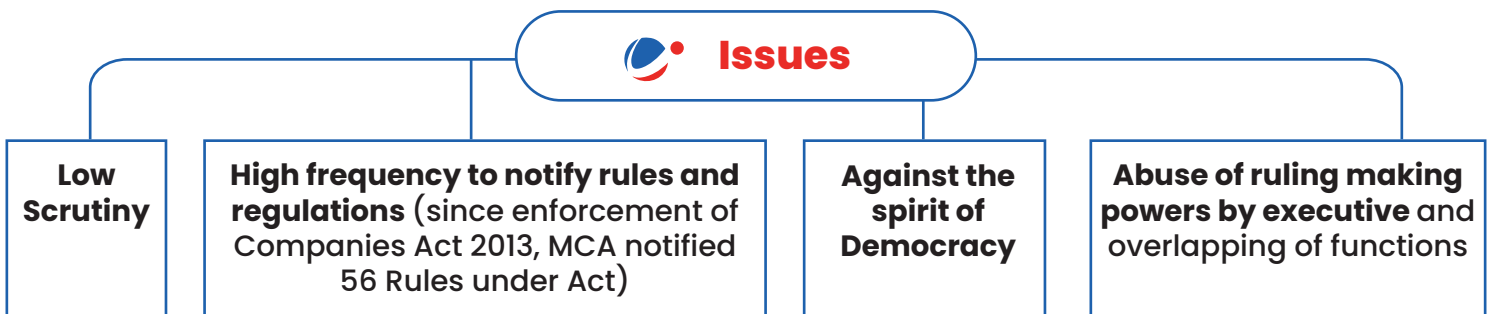 Issues
Low
Scrutiny
High frequency to notify rules and
regulations (since enforcement of
Companies Act 2013, MCA notified
56 Rules under Act)
Against the
spirit of
Democracy
Abuse of ruling making
powers by executive and
overlapping of functions